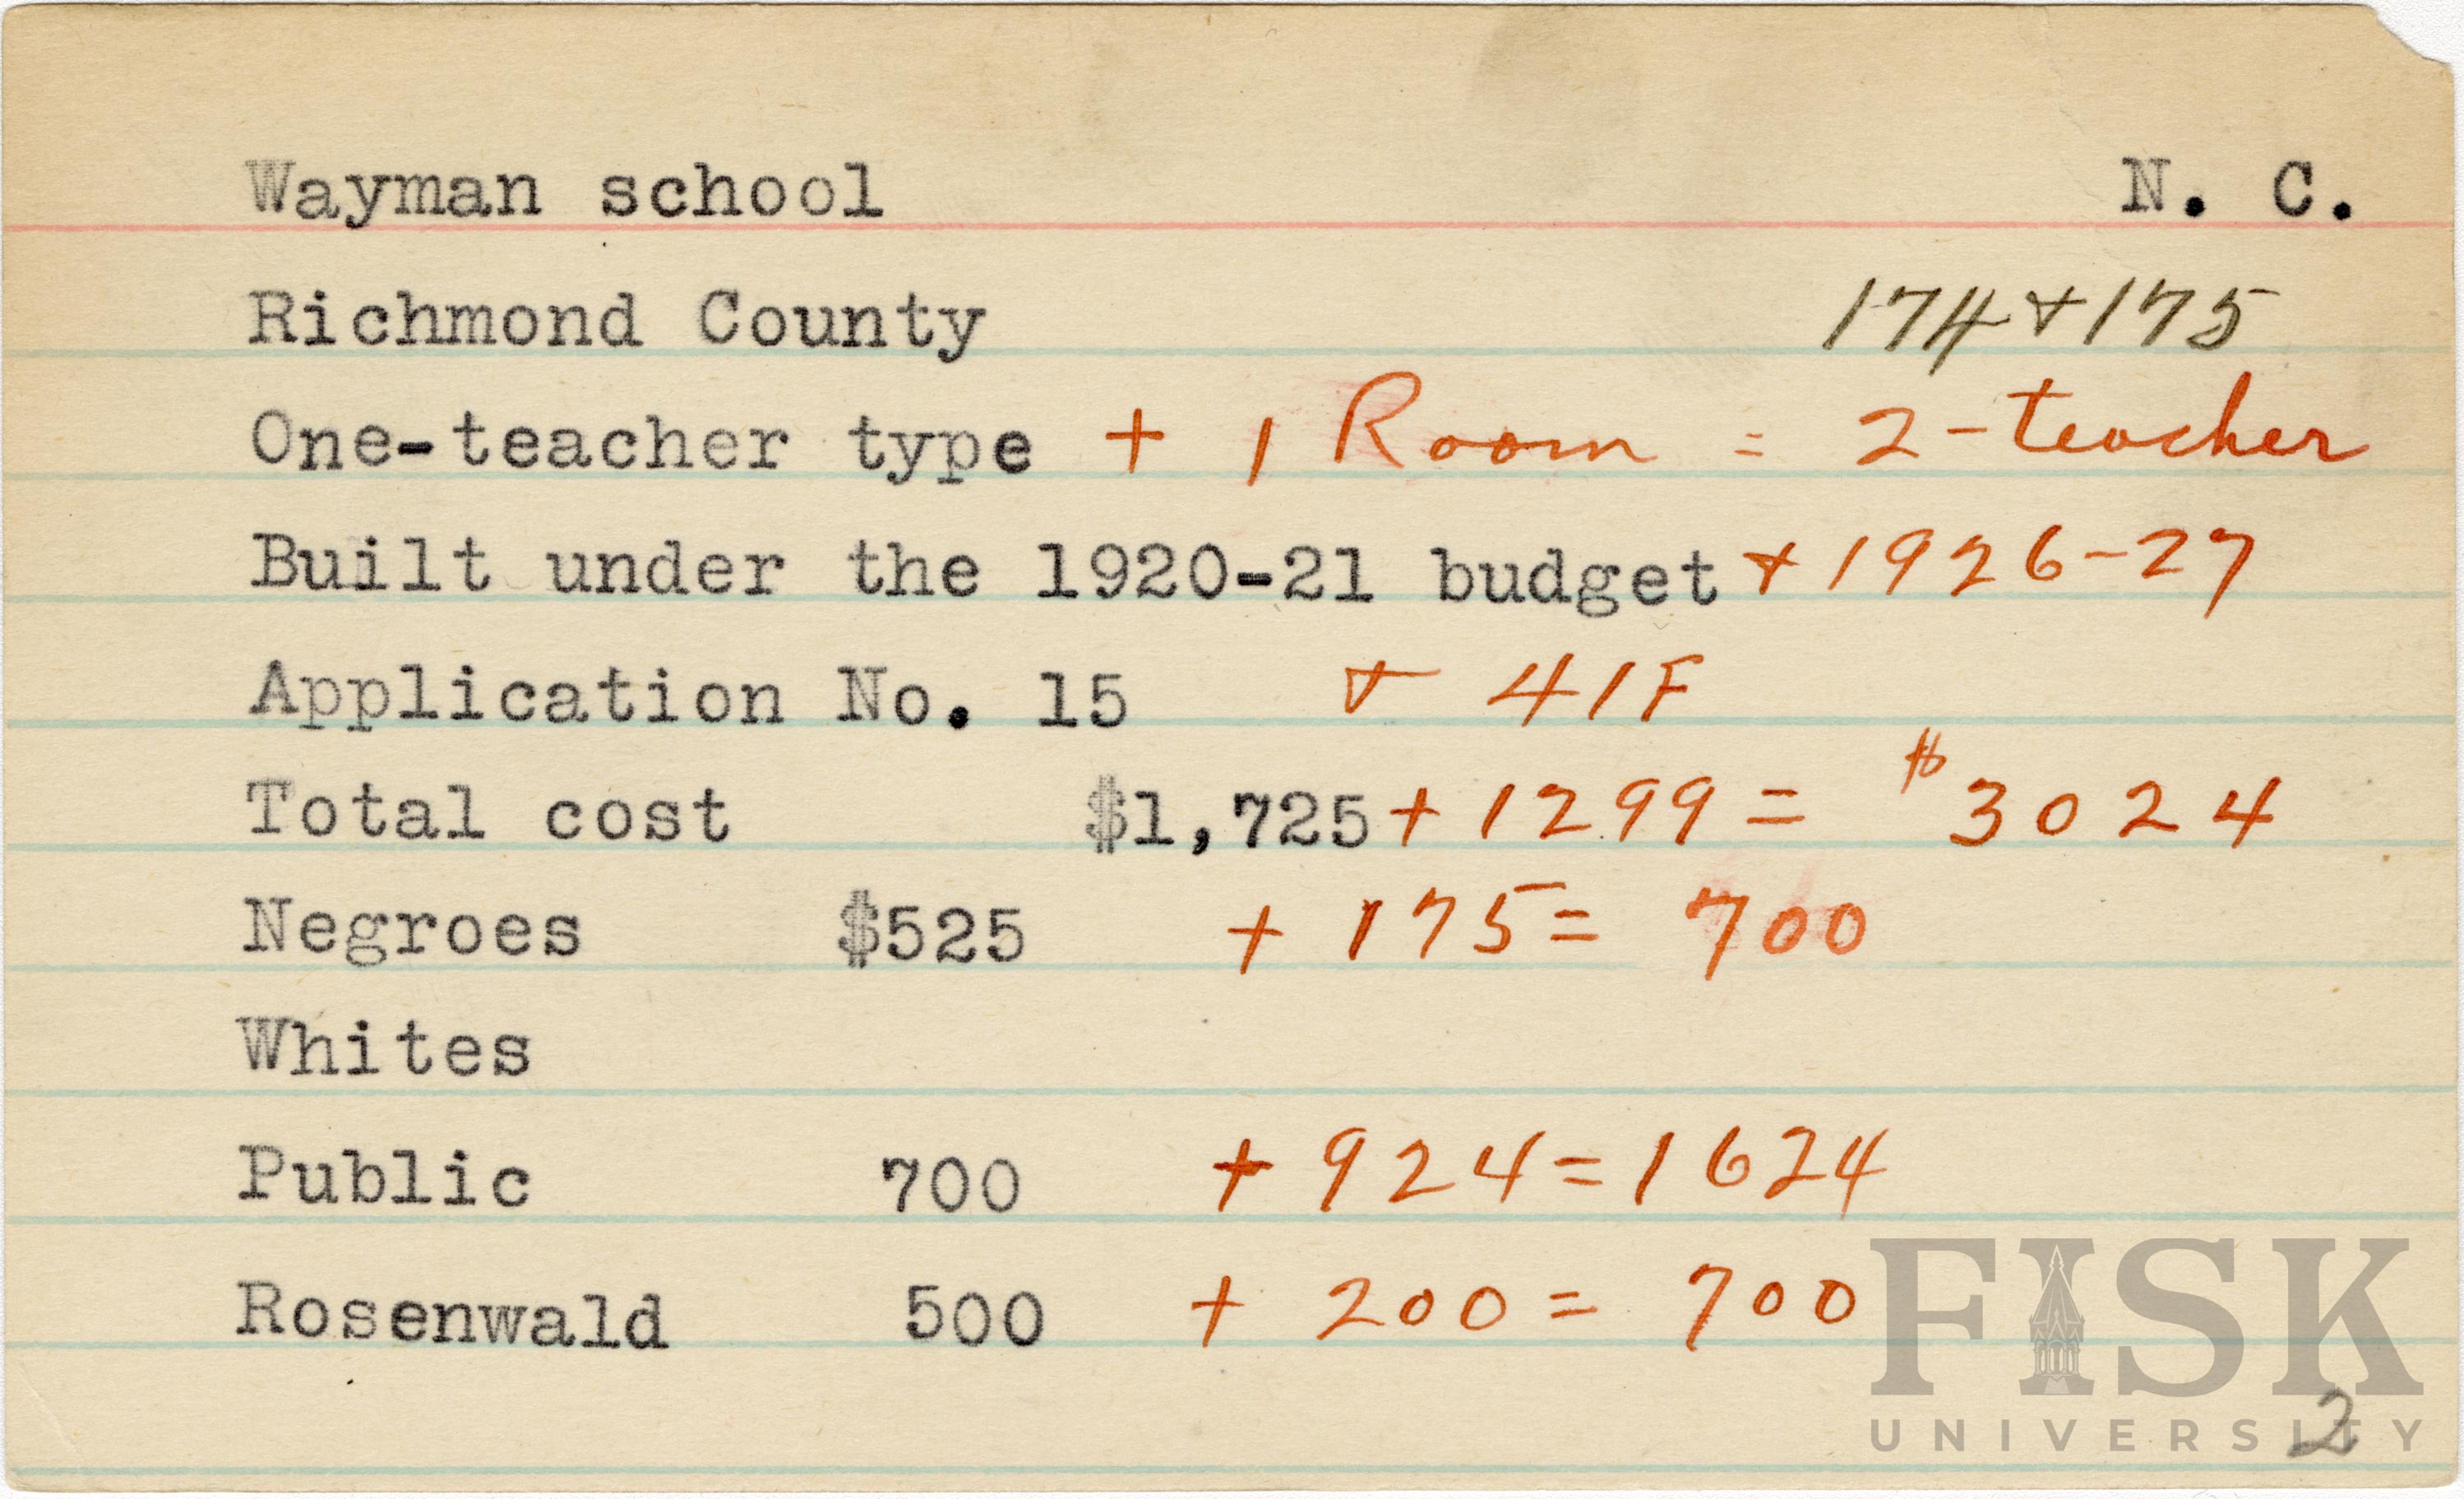 Wayman school N. C.
Richmond County 174 + 175
One-teacher type + 1 Room = 2-teacher
Built under the 1920-21 budget + 1926-27
Application No. 15 + 41F
Total cost $1,725 + 1299 = $3024
Negroes $525 + 175 = 700
Whites
Public 700 + 924 = 1624
Rosenwald 500 + 200 = 700
FISK
UNIVERSITY
2